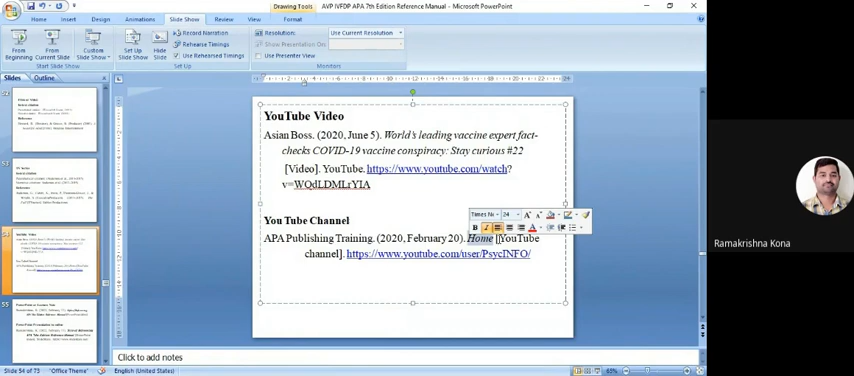 Drawing Tools
AVP IVFDP APA 7th Edition Reference Manual - Microsoft PowerPoint
Home Insert Design Animations Slide Show Review View Format
From Beginning
From Current Slide
Custom Slide Show
Start Slide Show
Set Up Slide Show
Hide Slide
Record Narration
Rehearse Timings
Use Rehearsed Timings
Set Up
Resolution: Use Current Resolution
Show Presentation On:
Use Presenter View
Monitors
Slides Outline
53
54
55
YouTube Video
Asian Boss. (2020, June 5). World's leading vaccine expert fact-
checks COVID-19 vaccine conspiracy: Stay curious #22
[Video]. YouTube. https://www.youtube.com/watch?
v=WQdLDMLrYIA
You Tube Channel
APA Publishing Training. (2020, February 20). Home [YouTube
channel]. https://www.youtube.com/user/PsycINFO/
Times Ne 24
Click to add notes
Slide 54 of 73 "Office Theme" English (United States) 65%
Ramakrishna Kona